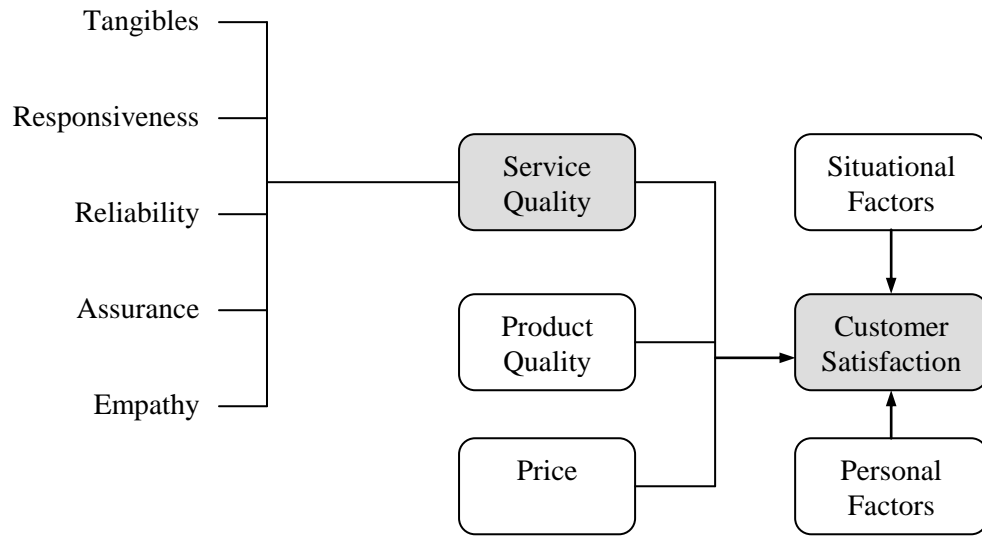 Tangibles
Responsiveness
Reliability
Assurance
Empathy
Service
Quality
Product
Quality
Price
Situational
Factors
Customer
Satisfaction
Personal
Factors